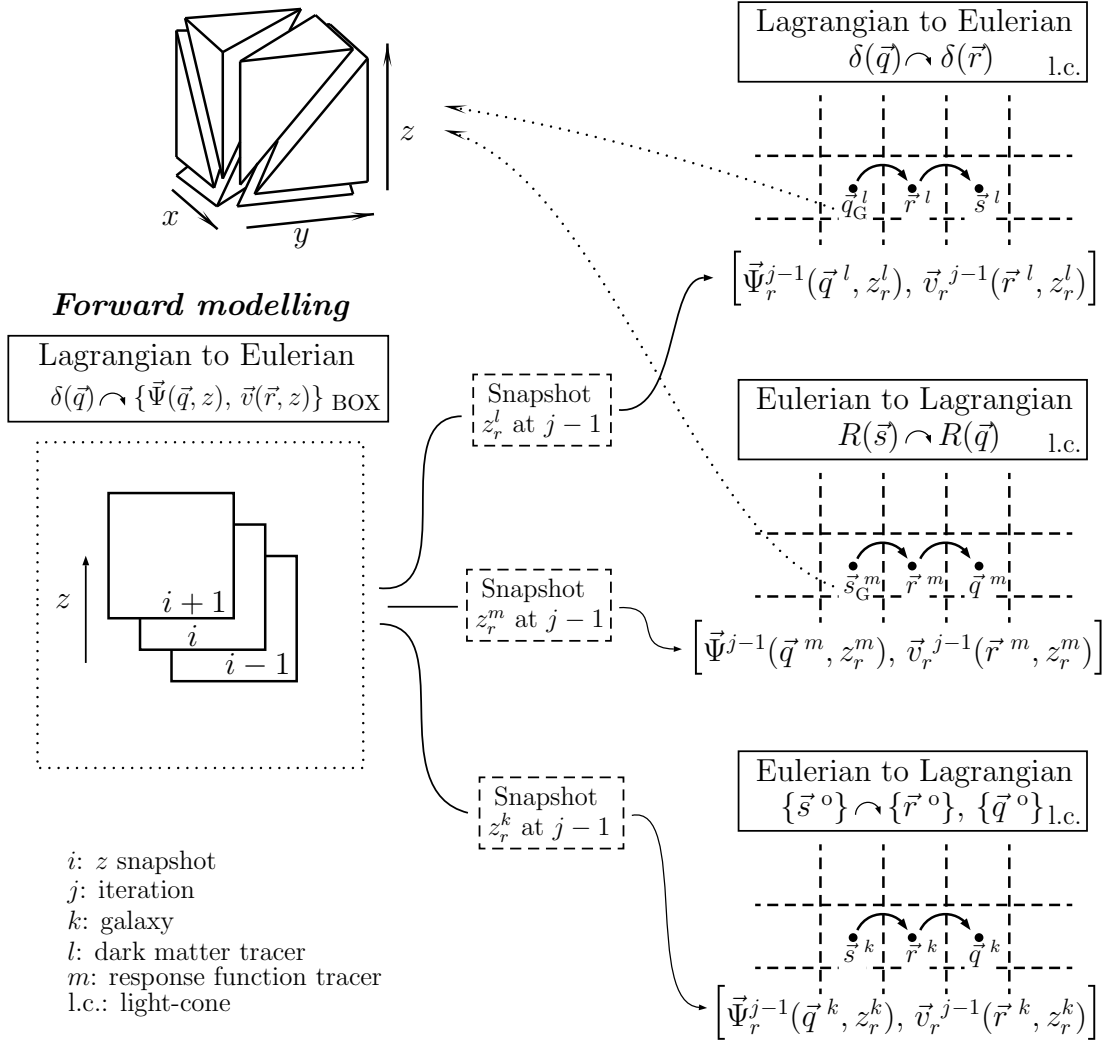 x
y
z
Forward modelling
Lagrangian to Eulerian
δ(q⃗)↷{Ψ⃗(q⃗, z), v⃗(r⃗, z)} BOX
z
i + 1
i
i − 1
i: z snapshot
j: iteration
k: galaxy
l: dark matter tracer
m: response function tracer
l.c.: light-cone
Snapshot
z_r^l at j − 1
Snapshot
z_r^m at j − 1
Snapshot
z_r^k at j − 1
Lagrangian to Eulerian
δ(q⃗)↷δ(r⃗) l.c.
q⃗_G^l r⃗^l s⃗^l
[Ψ⃗_r^{j−1}(q⃗^l, z_r^l), v⃗_r^{j−1}(r⃗^l, z_r^l)]
Eulerian to Lagrangian
R(s⃗)↷R(q⃗) l.c.
s⃗_G^m r⃗^m q⃗^m
[Ψ⃗^{j−1}(q⃗^m, z_r^m), v⃗_r^{j−1}(r⃗^m, z_r^m)]
Eulerian to Lagrangian
{s⃗^o}↷{r⃗^o}, {q⃗^o} l.c.
s⃗^k r⃗^k q⃗^k
[Ψ⃗_r^{j−1}(q⃗^k, z_r^k), v⃗_r^{j−1}(r⃗^k, z_r^k)]